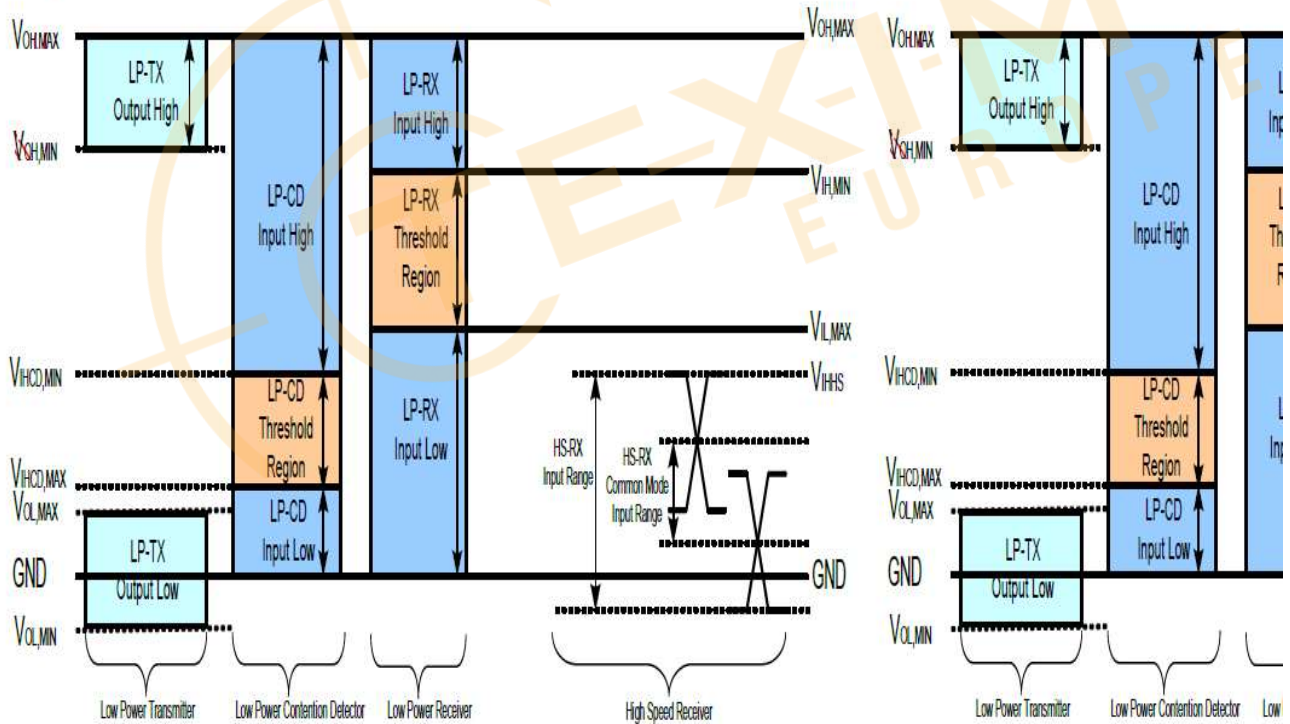 VOH,MAX
LP-TX
Output High
VOH,MIN
LP-CD
Input High
LP-RX
Input High
LP-RX
Threshold
Region
VOH,MAX
VIH,MIN
VIL,MAX
VIHHS
VIHCD,MIN
LP-CD
Threshold
Region
LP-RX
Input Low
HS-RX
Input Range
HS-RX
Common Mode
Input Range
VIHCD,MAX
VOL,MAX
LP-CD
Input Low
LP-TX
Output Low
GND
GND
VOL,MIN
Low Power Transmitter
Low Power Contention Detector
Low Power Receiver
High Speed Receiver
VOH,MAX
LP-TX
Output High
VOH,MIN
LP-CD
Input High
VIHCD,MIN
LP-CD
Threshold
Region
VIHCD,MAX
VOL,MAX
LP-CD
Input Low
LP-TX
Output Low
GND
VOL,MIN
Low Power Transmitter
Low Power Contention Detector
TEXIM
EUROPE